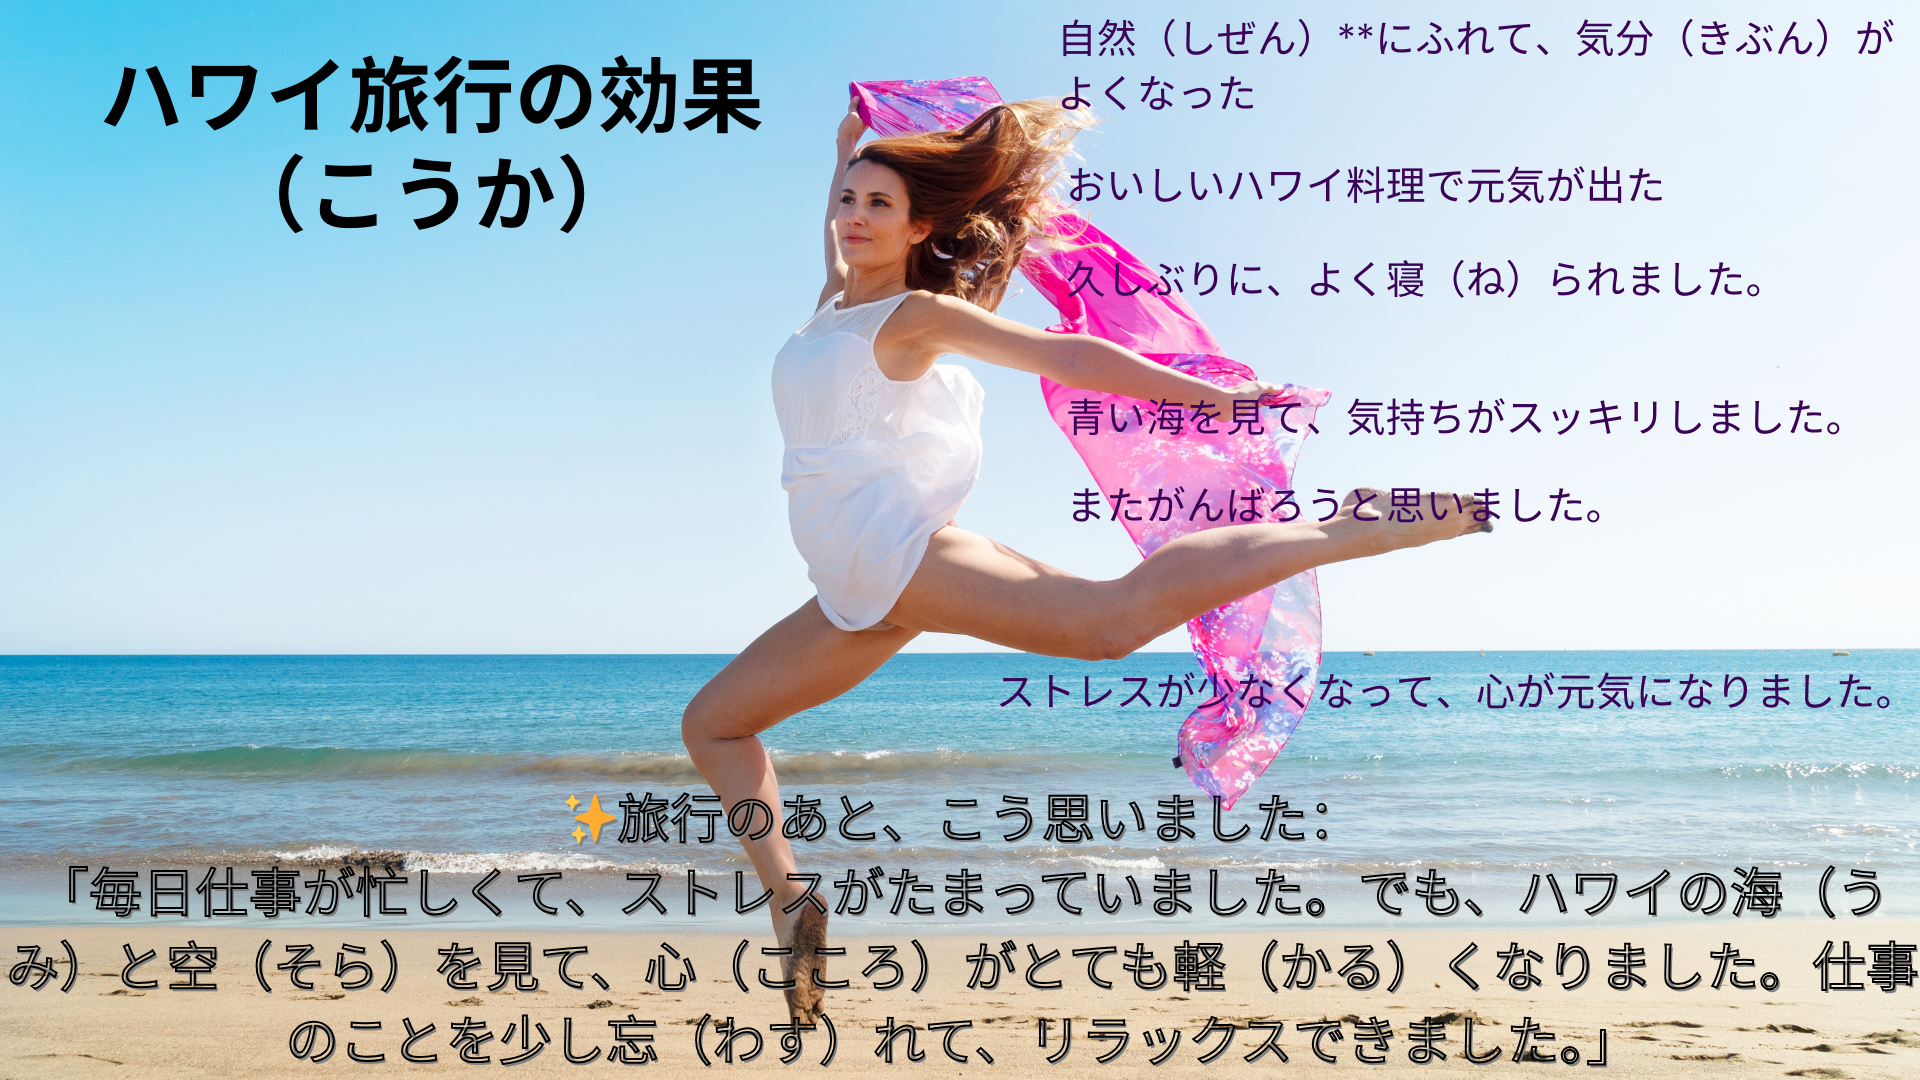 ハワイ旅行の効果
（こうか）
自然（しぜん）**にふれて、気分（きぶん）が
よくなった
おいしいハワイ料理で元気が出た
久しぶりに、よく寝（ね）られました。
青い海を見て、気持ちがスッキリしました。
またがんばろうと思いました。
ストレスが少なくなって、心が元気になりました。
✨旅行のあと、こう思いました：
「毎日仕事が忙しくて、ストレスがたまっていました。でも、ハワイの海（う
み）と空（そら）を見て、心（こころ）がとても軽（かる）くなりました。仕事
のことを少し忘（わす）れて、リラックスできました。」